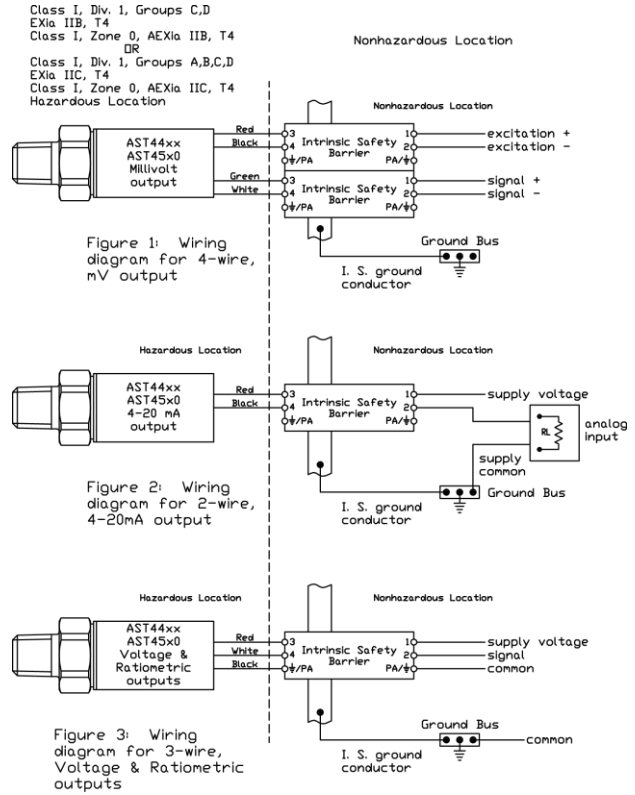 Class I, Div. 1, Groups C,D
EXia IIB, T4
Class I, Zone 0, AEXia IIB, T4
OR
Class I, Div. 1, Groups A,B,C,D
EXia IIC, T4
Class I, Zone 0, AEXia IIC, T4
Hazardous Location
Nonhazardous Location
Nonhazardous Location
AST44xx
AST45x0
Millivolt
output
Red
Black
Green
White
3
4
⏚/PA
Intrinsic Safety
Barrier
1
2
PA/⏚
excitation +
excitation -
3
4
⏚/PA
Intrinsic Safety
Barrier
1
2
PA/⏚
signal +
signal -
Ground Bus
I. S. ground
conductor
Figure 1: Wiring
diagram for 4-wire,
mV output
Hazardous Location
Nonhazardous Location
AST44xx
AST45x0
4-20 mA
output
Red
Black
3
4
⏚/PA
Intrinsic Safety
Barrier
1
2
PA/⏚
supply voltage
RL
analog
input
supply
common
Ground Bus
I. S. ground
conductor
Figure 2: Wiring
diagram for 2-wire,
4-20mA output
Hazardous Location
Nonhazardous Location
AST44xx
AST45x0
Voltage &
Ratiometric
outputs
Red
White
Black
3
4
⏚/PA
Intrinsic Safety
Barrier
1
2
PA/⏚
supply voltage
signal
common
Ground Bus
common
I. S. ground
conductor
Figure 3: Wiring
diagram for 3-wire,
Voltage & Ratiometric
outputs